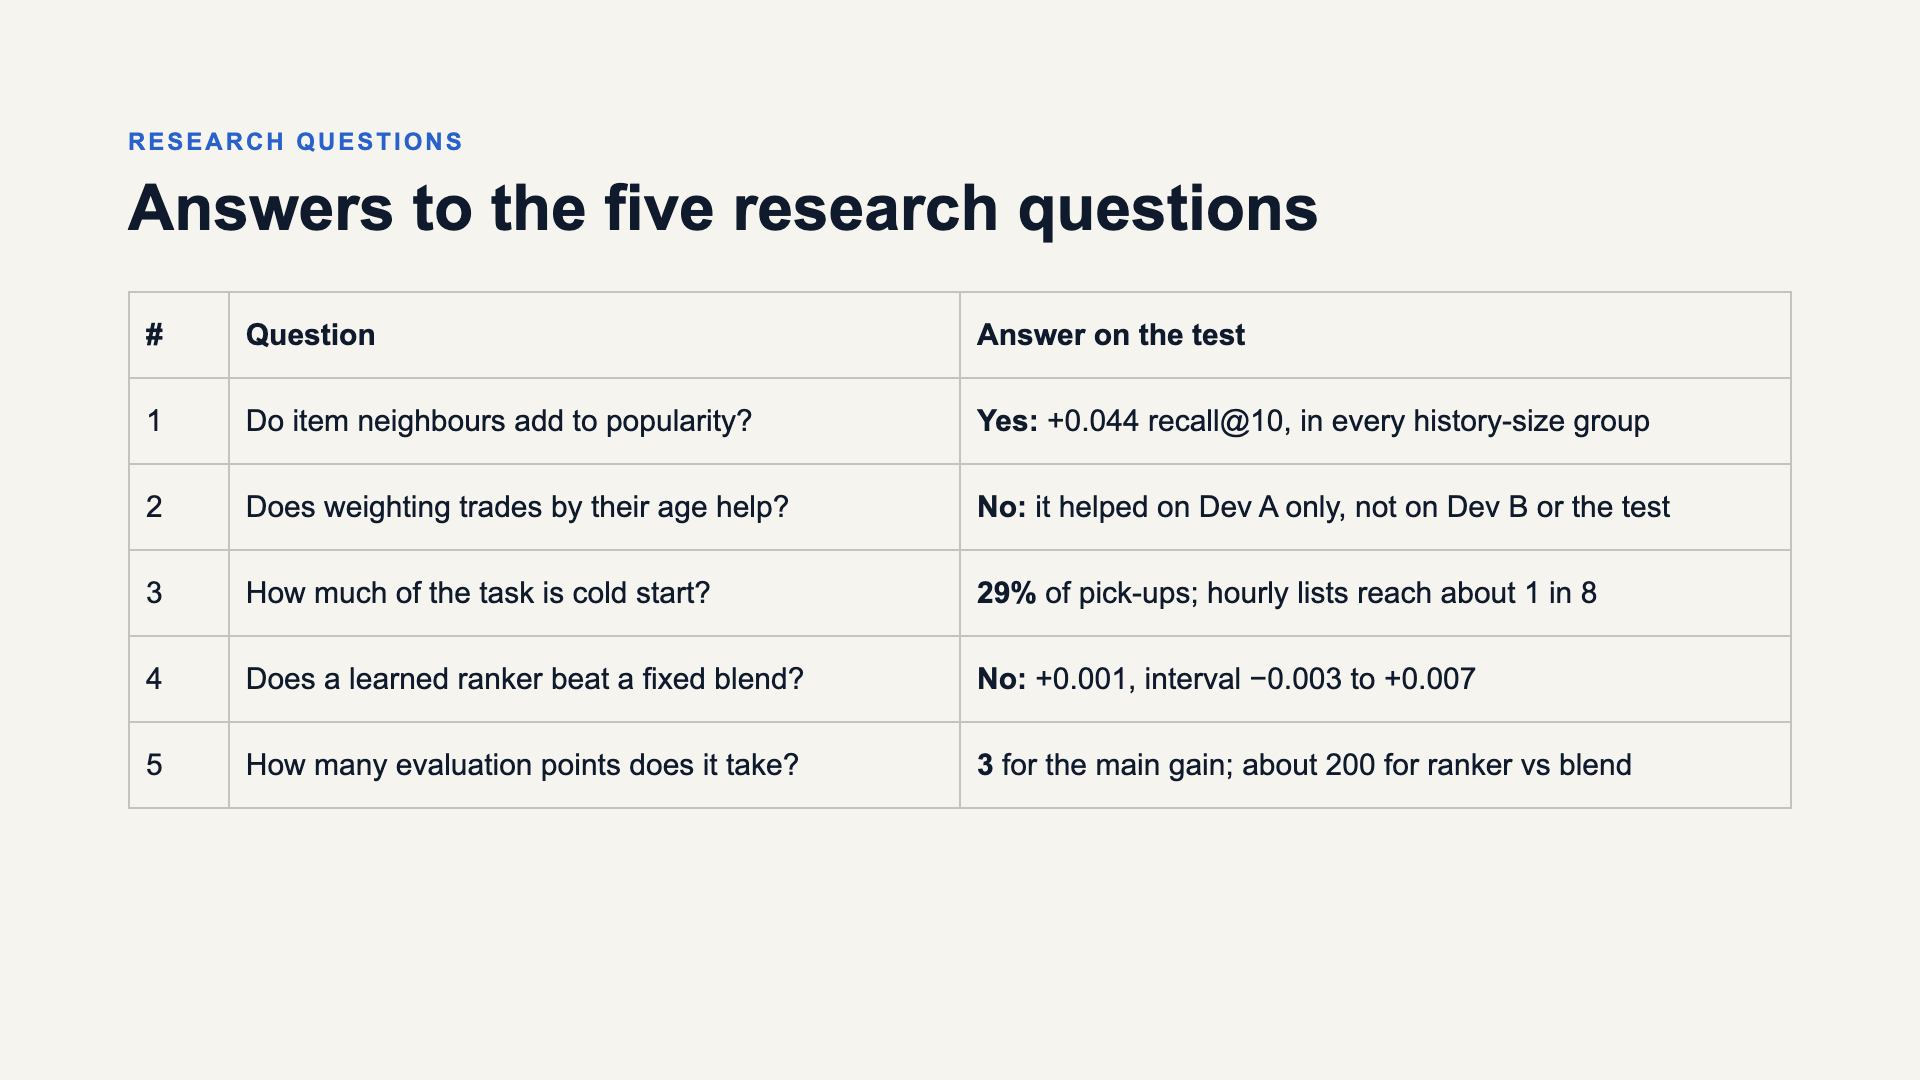 RESEARCH QUESTIONS
Answers to the five research questions
# Question Answer on the test
1 Do item neighbours add to popularity? Yes: +0.044 recall@10, in every history-size group
2 Does weighting trades by their age help? No: it helped on Dev A only, not on Dev B or the test
3 How much of the task is cold start? 29% of pick-ups; hourly lists reach about 1 in 8
4 Does a learned ranker beat a fixed blend? No: +0.001, interval −0.003 to +0.007
5 How many evaluation points does it take? 3 for the main gain; about 200 for ranker vs blend